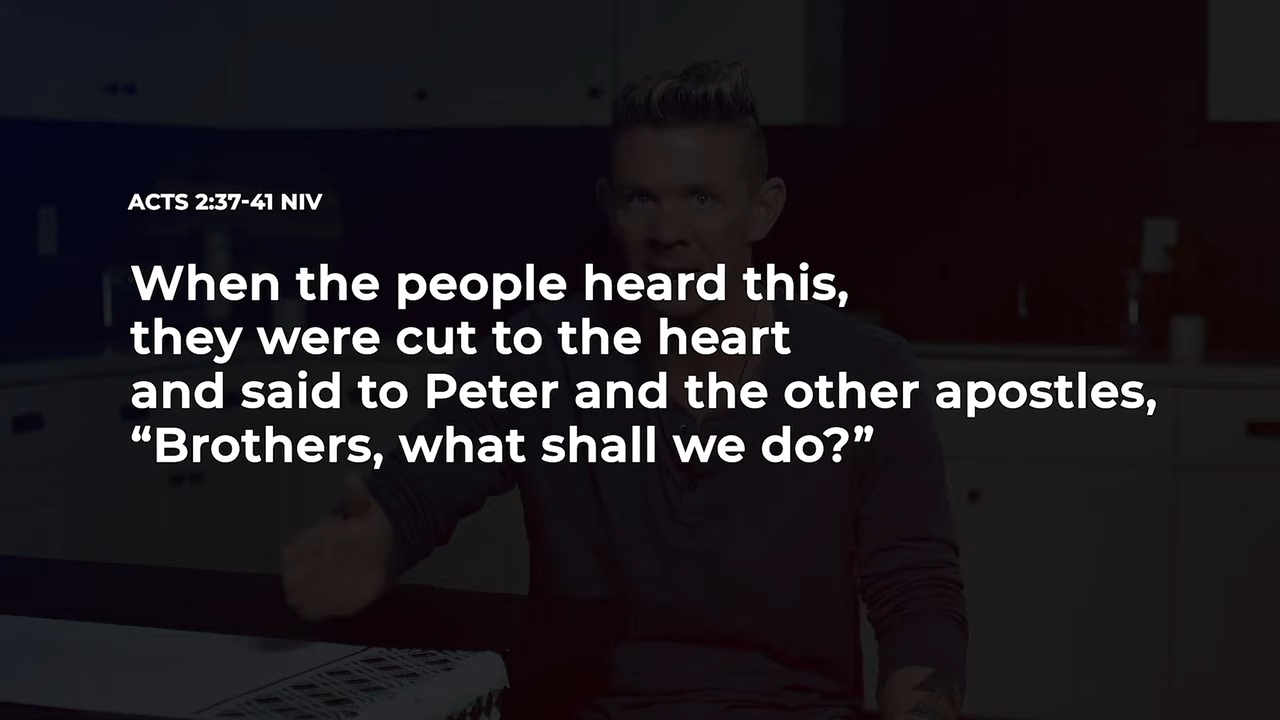 ACTS 2:37-41 NIV
When the people heard this,
they were cut to the heart
and said to Peter and the other apostles,
“Brothers, what shall we do?”